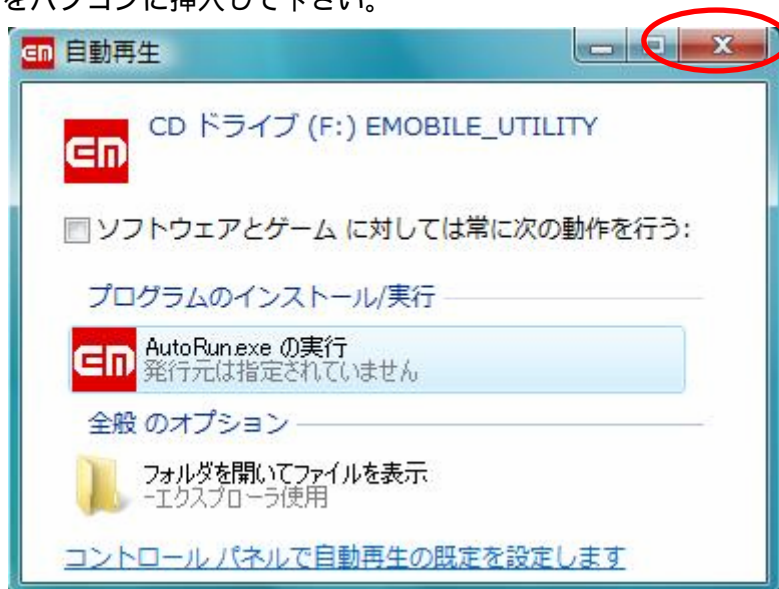 をパソコンに挿入して下さい。
自動再生
CD ドライブ (F:) EMOBILE_UTILITY
ソフトウェアとゲーム に対しては常に次の動作を行う:
プログラムのインストール/実行
AutoRun.exe の実行
発行元は指定されていません
全般 のオプション
フォルダを開いてファイルを表示
-エクスプローラ使用
コントロール パネルで自動再生の既定を設定します